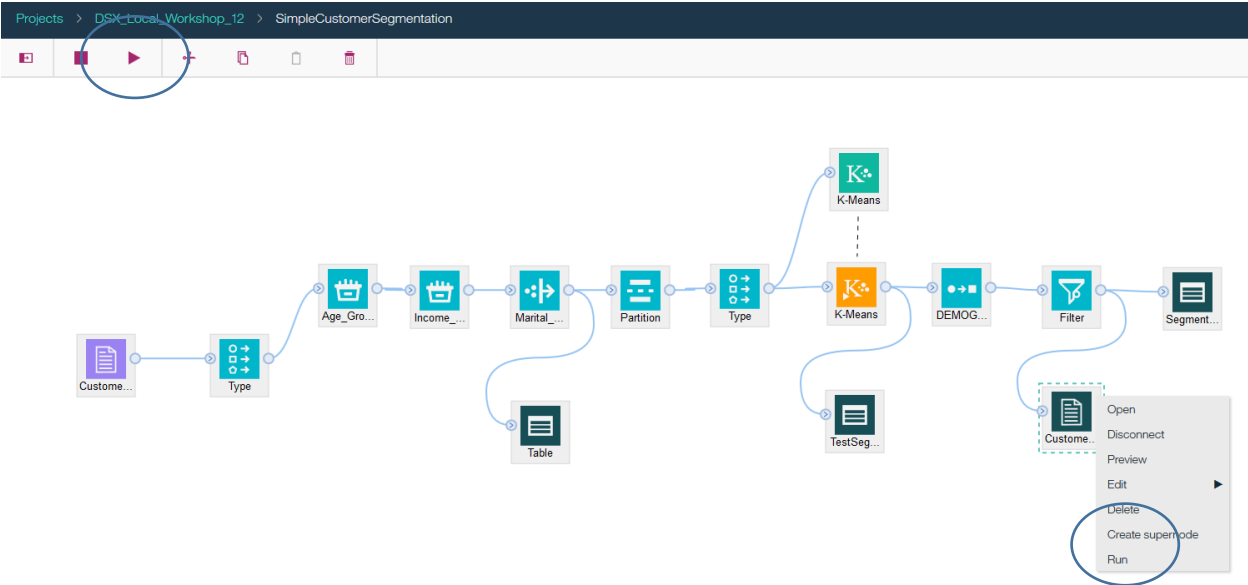 Projects > DSX_Local_Workshop_12 > SimpleCustomerSegmentation
K-Means
Age_Gro...
Income_...
Marital_...
Partition
Type
K-Means
DEMOG...
Filter
Segment...
Custome...
Type
Table
TestSeg...
Custome...
Open
Disconnect
Preview
Edit
Delete
Create supernode
Run